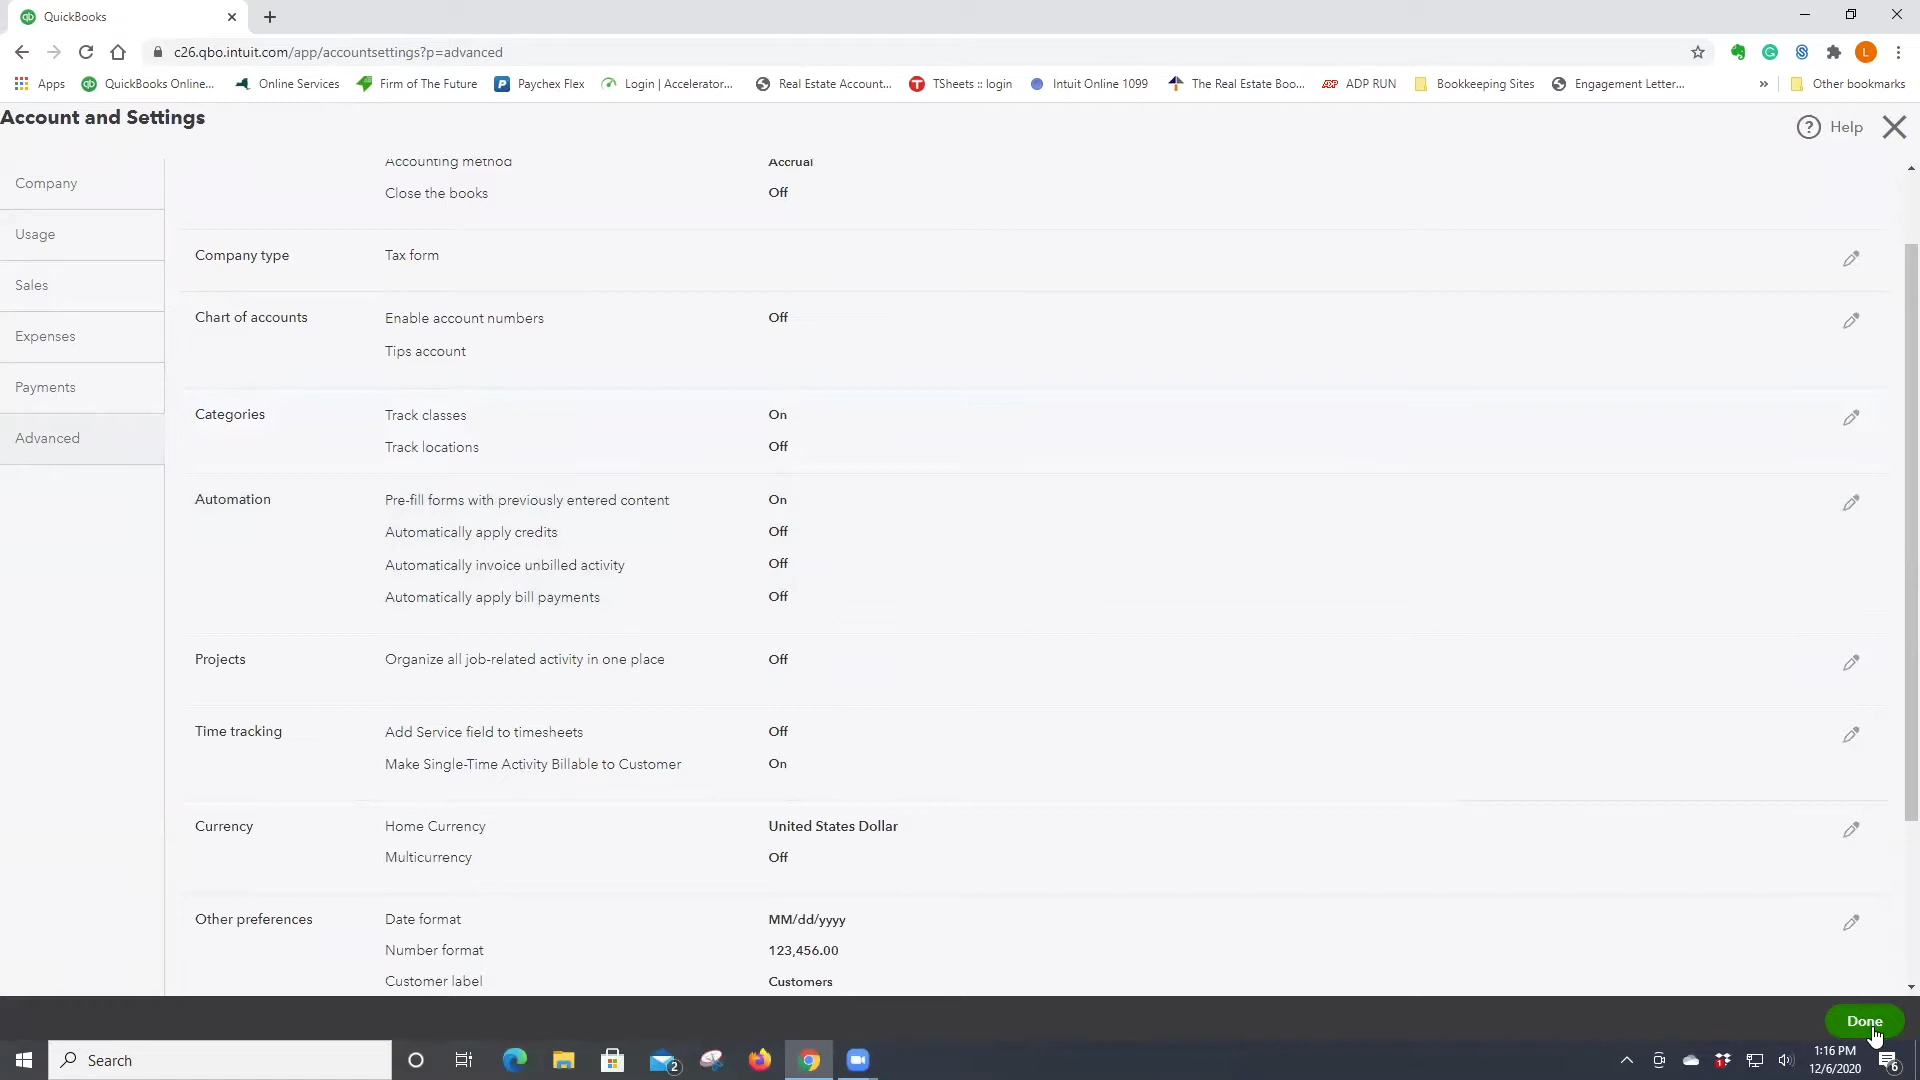 QuickBooks
c26.qbo.intuit.com/app/accountsettings?p=advanced
L
Apps QuickBooks Online... Online Services Firm of The Future Paychex Flex Login | Accelerator... Real Estate Account... TSheets :: login Intuit Online 1099 The Real Estate Boo... ADP RUN Bookkeeping Sites Engagement Letter... » Other bookmarks
Account and Settings
? Help
Accounting method Accrual
Company
Close the books Off
Usage
Company type Tax form
Sales
Chart of accounts Enable account numbers Off
Expenses
Tips account
Payments
Categories Track classes On
Advanced
Track locations Off
Automation Pre-fill forms with previously entered content On
Automatically apply credits Off
Automatically invoice unbilled activity Off
Automatically apply bill payments Off
Projects Organize all job-related activity in one place Off
Time tracking Add Service field to timesheets Off
Make Single-Time Activity Billable to Customer On
Currency Home Currency United States Dollar
Multicurrency Off
Other preferences Date format MM/dd/yyyy
Number format 123,456.00
Customer label Customers
Done
Search
2
1
1:16 PM
12/6/2020
6